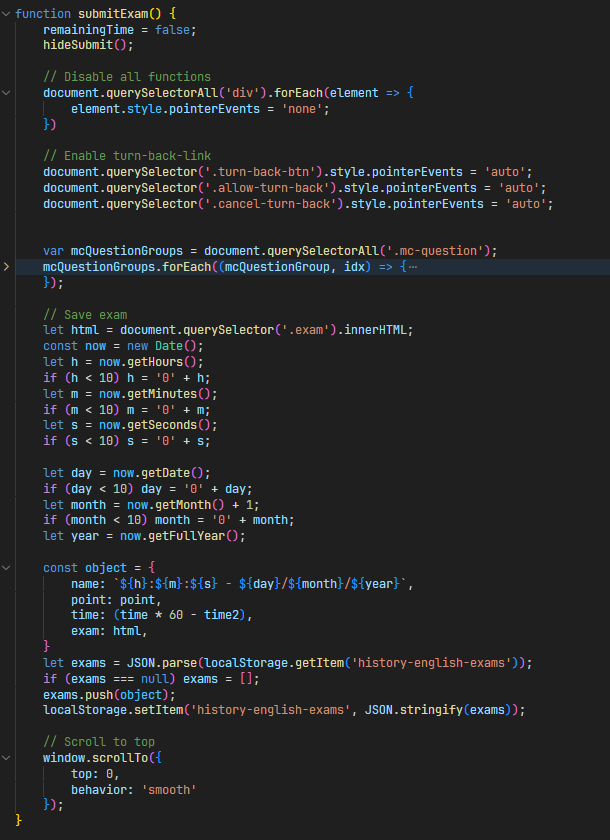 function submitExam() {
    remainingTime = false;
    hideSubmit();

    // Disable all functions
    document.querySelectorAll('div').forEach(element => {
        element.style.pointerEvents = 'none';
    })

    // Enable turn-back-link
    document.querySelector('.turn-back-btn').style.pointerEvents = 'auto';
    document.querySelector('.allow-turn-back').style.pointerEvents = 'auto';
    document.querySelector('.cancel-turn-back').style.pointerEvents = 'auto';


    var mcQuestionGroups = document.querySelectorAll('.mc-question');
    mcQuestionGroups.forEach((mcQuestionGroup, idx) => {⋯
    });

    // Save exam
    let html = document.querySelector('.exam').innerHTML;
    const now = new Date();
    let h = now.getHours();
    if (h < 10) h = '0' + h;
    let m = now.getMinutes();
    if (m < 10) m = '0' + m;
    let s = now.getSeconds();
    if (s < 10) s = '0' + s;

    let day = now.getDate();
    if (day < 10) day = '0' + day;
    let month = now.getMonth() + 1;
    if (month < 10) month = '0' + month;
    let year = now.getFullYear();

    const object = {
        name: `${h}:${m}:${s} - ${day}/${month}/${year}`,
        point: point,
        time: (time * 60 - time2),
        exam: html,
    }
    let exams = JSON.parse(localStorage.getItem('history-english-exams'));
    if (exams === null) exams = [];
    exams.push(object);
    localStorage.setItem('history-english-exams', JSON.stringify(exams));

    // Scroll to top
    window.scrollTo({
        top: 0,
        behavior: 'smooth'
    });
}